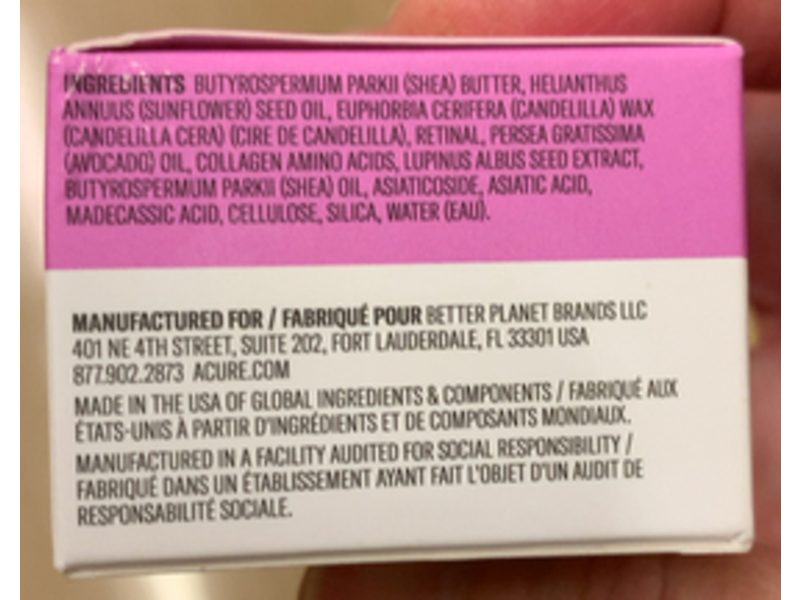 INGREDIENTS BUTYROSPERMUM PARKII (SHEA) BUTTER, HELIANTHUS
ANNUUS (SUNFLOWER) SEED OIL, EUPHORBIA CERIFERA (CANDELILLA) WAX
(CANDELILLA CERA) (CIRE DE CANDELILLA), RETINAL, PERSEA GRATISSIMA
(AVOCADO) OIL, COLLAGEN AMINO ACIDS, LUPINUS ALBUS SEED EXTRACT,
BUTYROSPERMUM PARKII (SHEA) OIL, ASIATICOSIDE, ASIATIC ACID,
MADECASSIC ACID, CELLULOSE, SILICA, WATER (EAU).
MANUFACTURED FOR / FABRIQUÉ POUR BETTER PLANET BRANDS LLC
401 NE 4TH STREET, SUITE 202, FORT LAUDERDALE, FL 33301 USA
877.902.2873 ACURE.COM
MADE IN THE USA OF GLOBAL INGREDIENTS & COMPONENTS / FABRIQUÉ AUX
ÉTATS-UNIS À PARTIR D'INGRÉDIENTS ET DE COMPOSANTS MONDIAUX.
MANUFACTURED IN A FACILITY AUDITED FOR SOCIAL RESPONSIBILITY /
FABRIQUÉ DANS UN ÉTABLISSEMENT AYANT FAIT L'OBJET D'UN AUDIT DE
RESPONSABILITÉ SOCIALE.